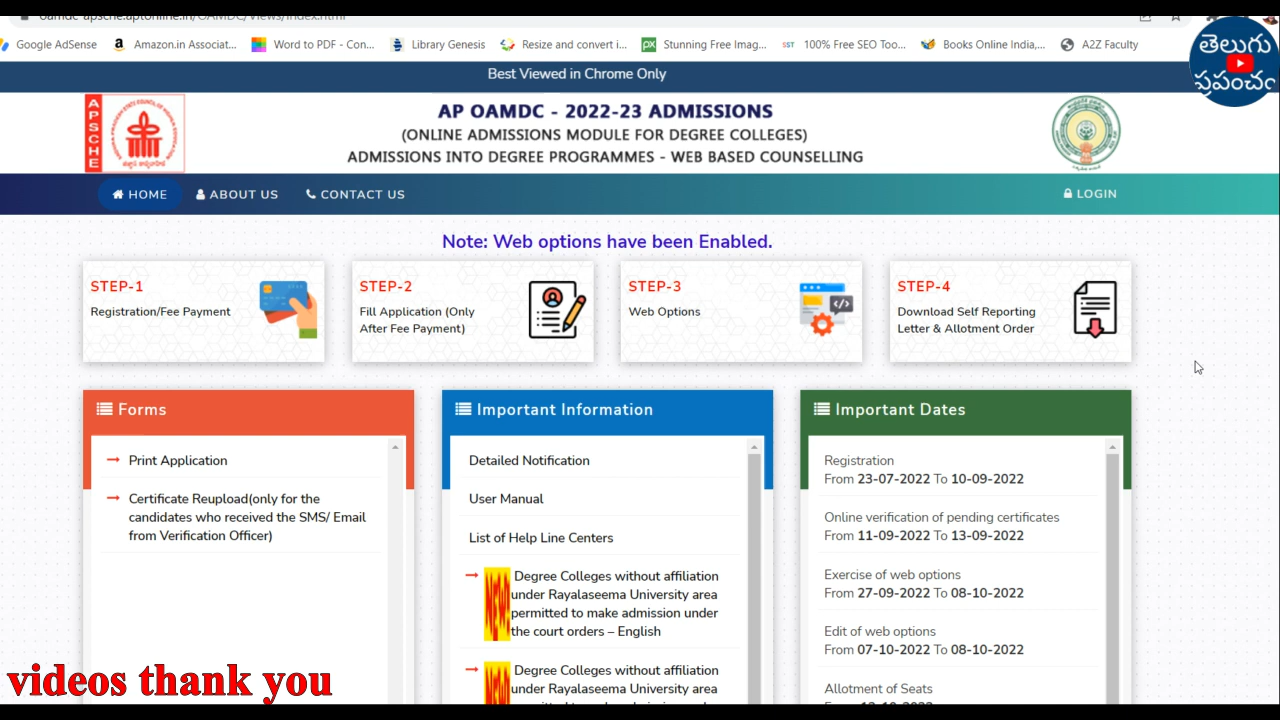 oamdc-apsche.aptonline.in/OAMDC/Views/Index.html
Google AdSense
Amazon.in Associat...
Word to PDF - Con...
Library Genesis
Resize and convert i...
Stunning Free Imag...
100% Free SEO Too...
Books Online India,...
A2Z Faculty
తెలుగు
ప్రపంచం
Best Viewed in Chrome Only
APSCHE
AP OAMDC - 2022-23 ADMISSIONS
(ONLINE ADMISSIONS MODULE FOR DEGREE COLLEGES)
ADMISSIONS INTO DEGREE PROGRAMMES - WEB BASED COUNSELLING
HOME
ABOUT US
CONTACT US
LOGIN
Note: Web options have been Enabled.
STEP-1
Registration/Fee Payment
STEP-2
Fill Application (Only
After Fee Payment)
STEP-3
Web Options
STEP-4
Download Self Reporting
Letter & Allotment Order
Forms
Print Application
Certificate Reupload(only for the
candidates who received the SMS/ Email
from Verification Officer)
Important Information
Detailed Notification
User Manual
List of Help Line Centers
NEW
Degree Colleges without affiliation
under Rayalaseema University area
permitted to make admission under
the court orders – English
NEW
Degree Colleges without affiliation
under Rayalaseema University area
Important Dates
Registration
From 23-07-2022 To 10-09-2022
Online verification of pending certificates
From 11-09-2022 To 13-09-2022
Exercise of web options
From 27-09-2022 To 08-10-2022
Edit of web options
From 07-10-2022 To 08-10-2022
Allotment of Seats
videos thank you